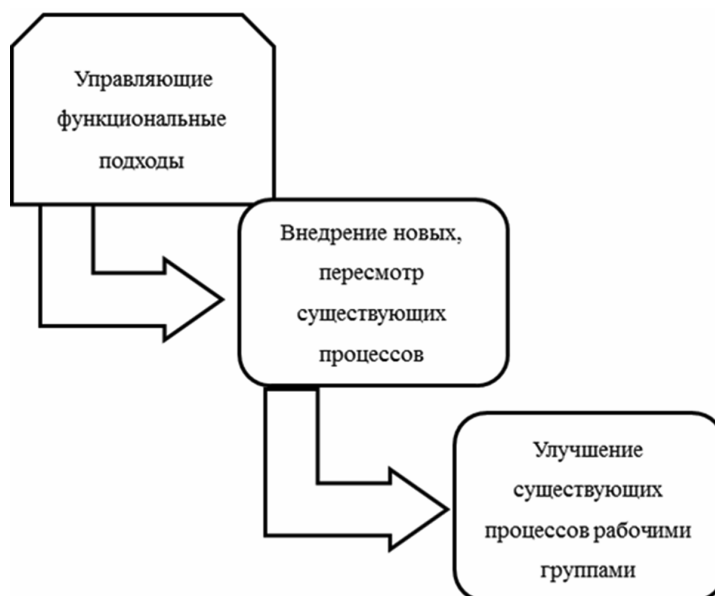 Управляющие
функциональные
подходы
Внедрение новых,
пересмотр
существующих
процессов
Улучшение
существующих
процессов рабочими
группами